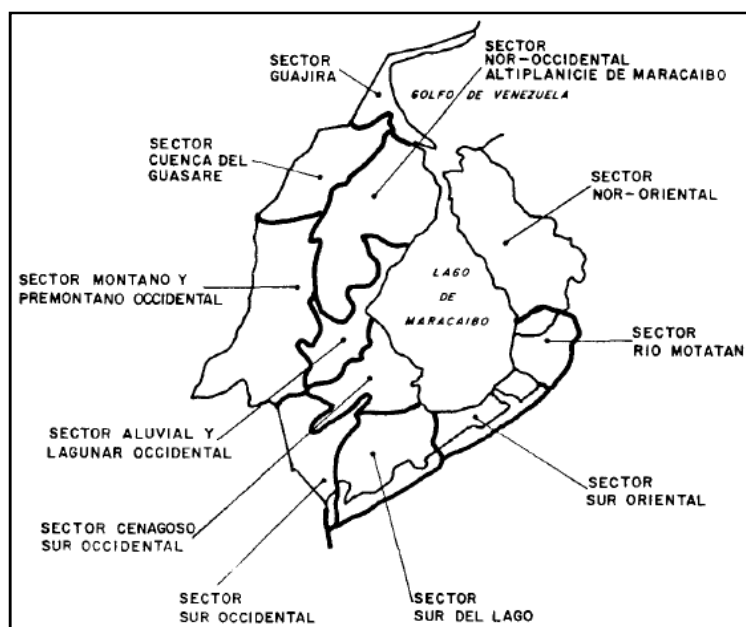 SECTOR
GUAJIRA
SECTOR
NOR-OCCIDENTAL
ALTIPLANICIE DE MARACAIBO
GOLFO DE VENEZUELA
SECTOR
CUENCA DEL
GUASARE
SECTOR
NOR-ORIENTAL
SECTOR MONTANO Y
PREMONTANO OCCIDENTAL
LAGO
DE
MARACAIBO
SECTOR
RIO MOTATAN
SECTOR ALUVIAL Y
LAGUNAR OCCIDENTAL
SECTOR
SUR ORIENTAL
SECTOR CENAGOSO
SUR OCCIDENTAL
SECTOR
SUR OCCIDENTAL
SECTOR
SUR DEL LAGO